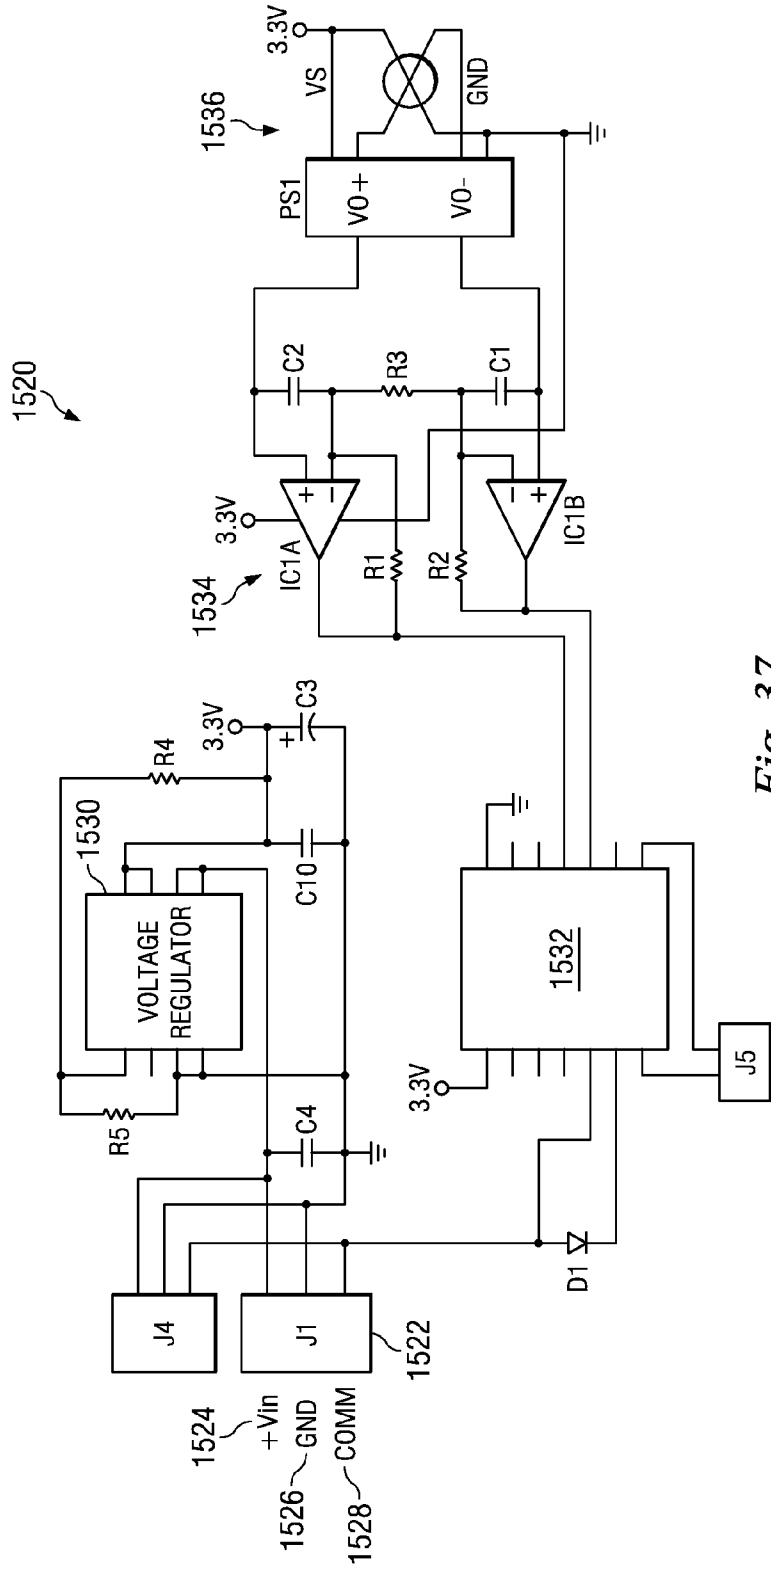 1520
1524
+Vin
1526
GND
1528
COMM
J4
J1
1522
R5
C4
VOLTAGE
REGULATOR
1530
R4
C10
3.3V
+
C3
D1
3.3V
1532
J5
1534
3.3V
IC1A
+
−
R1
R2
−
+
IC1B
C2
R3
C1
1536
PS1
VO+
VO-
VS
3.3V
GND
Fig. 37